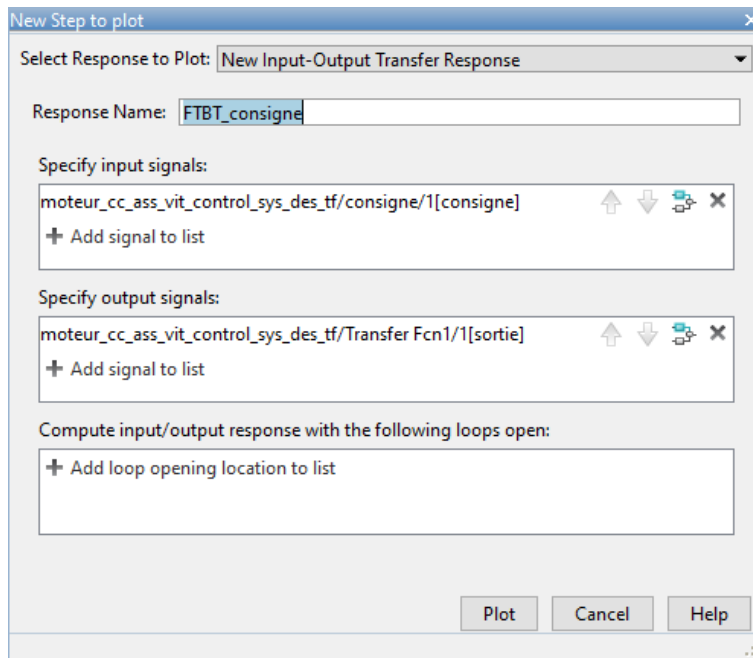 New Step to plot
Select Response to Plot: New Input-Output Transfer Response
Response Name: FTBT_consigne
Specify input signals:
moteur_cc_ass_vit_control_sys_des_tf/consigne/1[consigne]
Add signal to list
Specify output signals:
moteur_cc_ass_vit_control_sys_des_tf/Transfer Fcn1/1[sortie]
Add signal to list
Compute input/output response with the following loops open:
Add loop opening location to list
Plot Cancel Help